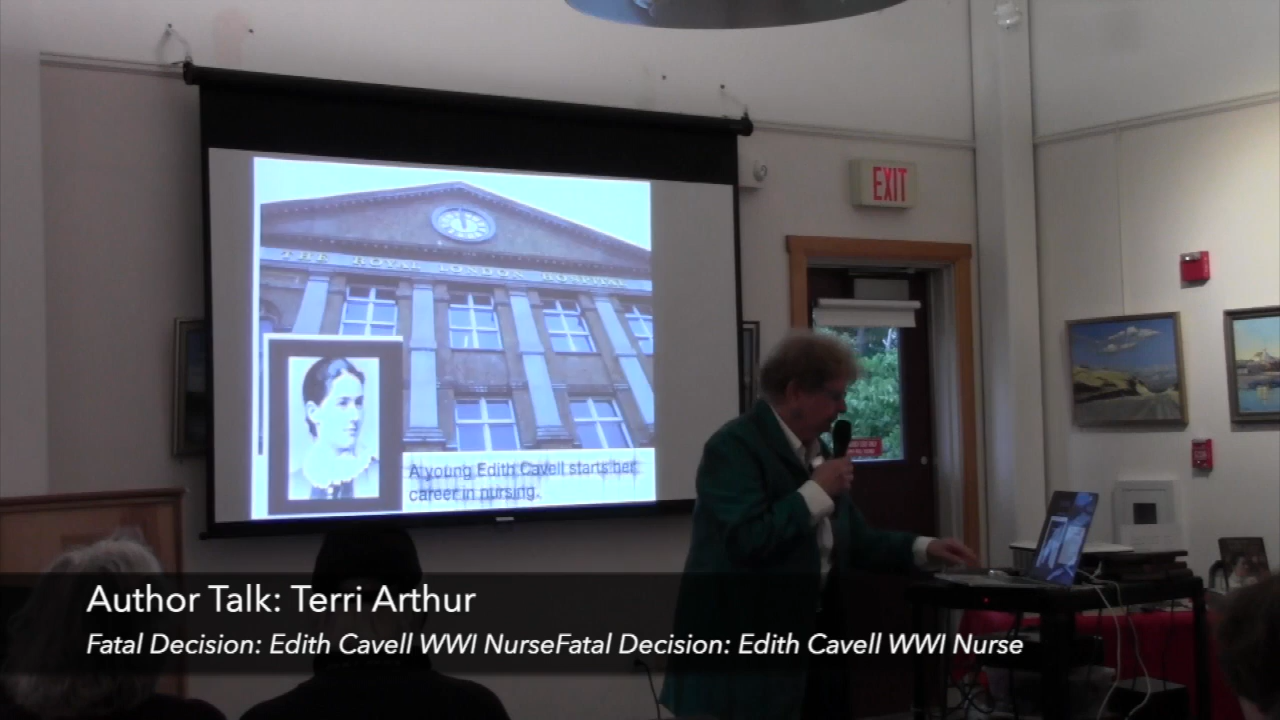 EXIT
THE ROYAL LONDON HOSPITAL
A young Edith Cavell starts her
career in nursing.
Author Talk: Terri Arthur
Fatal Decision: Edith Cavell WWI NurseFatal Decision: Edith Cavell WWI Nurse